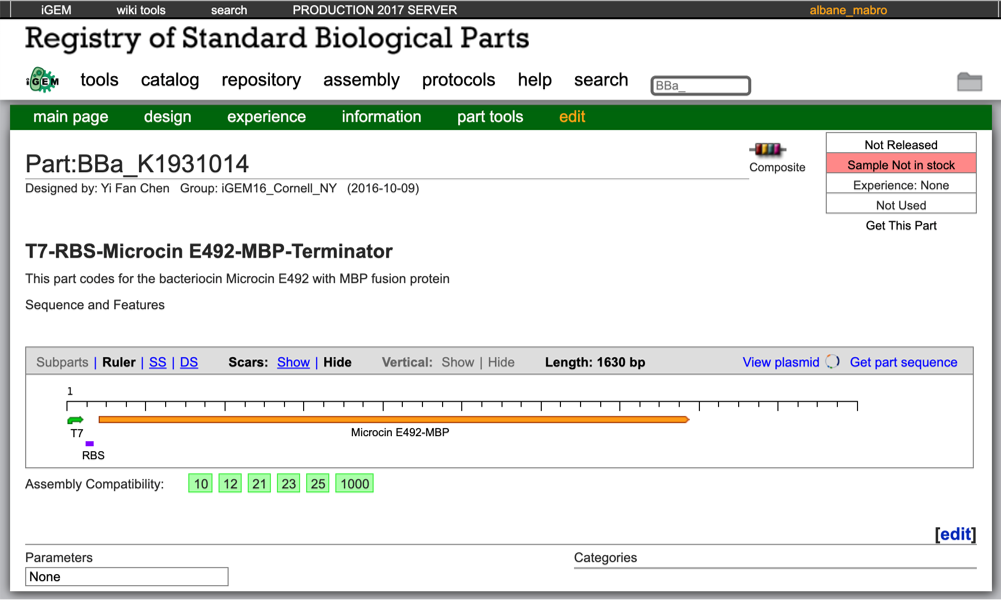 iGEM wiki tools search PRODUCTION 2017 SERVER albane_mabro
Registry of Standard Biological Parts
iGEM tools catalog repository assembly protocols help search BBa_
main page design experience information part tools edit
Part:BBa_K1931014
Designed by: Yi Fan Chen Group: iGEM16_Cornell_NY (2016-10-09)
Composite
Not Released
Sample Not in stock
Experience: None
Not Used
Get This Part
T7-RBS-Microcin E492-MBP-Terminator
This part codes for the bacteriocin Microcin E492 with MBP fusion protein
Sequence and Features
Subparts | Ruler | SS | DS Scars: Show | Hide Vertical: Show | Hide Length: 1630 bp View plasmid Get part sequence
1
T7
Microcin E492-MBP
RBS
Assembly Compatibility: 10 12 21 23 25 1000
[edit]
Parameters
None
Categories